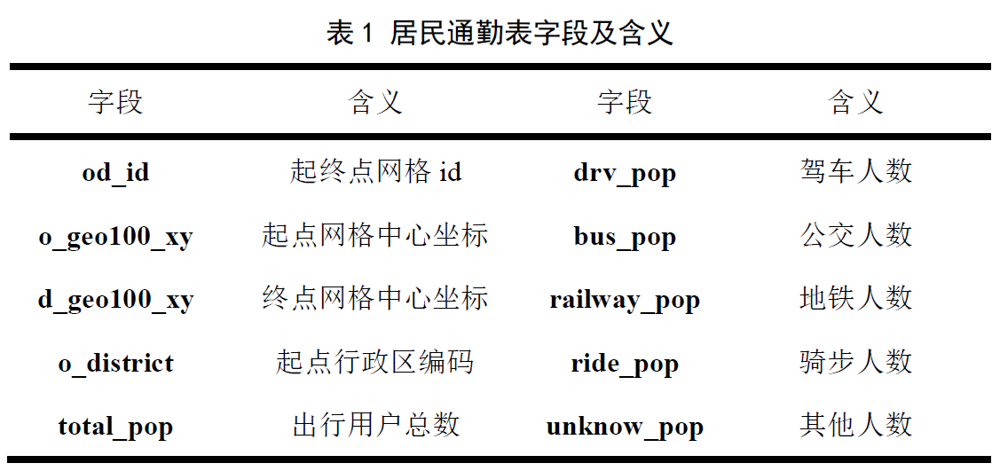 表1 居民通勤表字段及含义
字段 含义 字段 含义
od_id 起终点网格id drv_pop 驾车人数
o_geo100_xy 起点网格中心坐标 bus_pop 公交人数
d_geo100_xy 终点网格中心坐标 railway_pop 地铁人数
o_district 起点行政区编码 ride_pop 骑步人数
total_pop 出行用户总数 unknow_pop 其他人数